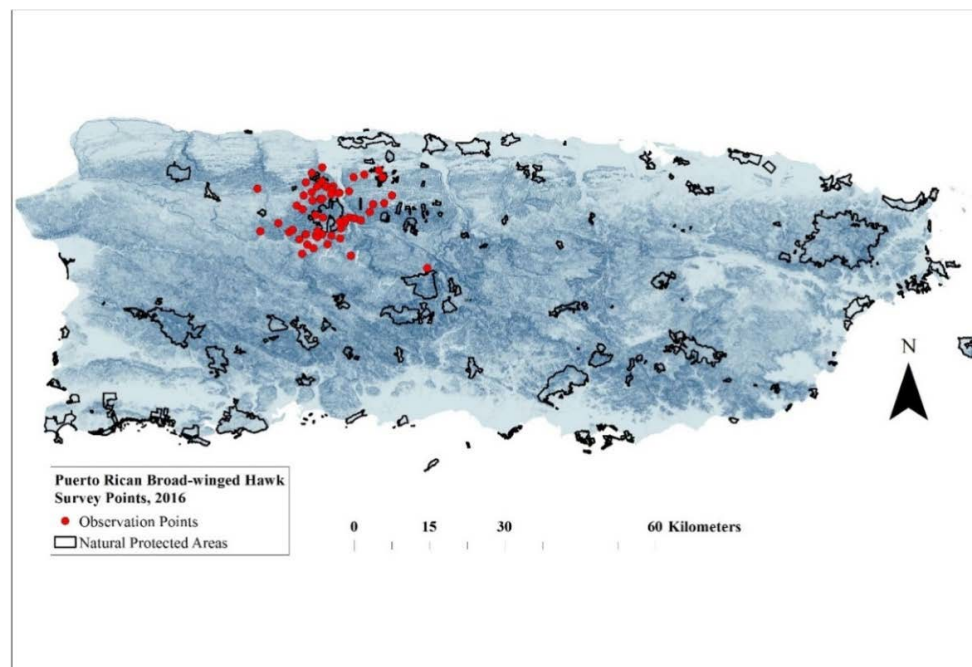 N
Puerto Rican Broad-winged Hawk
Survey Points, 2016
Observation Points
Natural Protected Areas
0 15 30 60 Kilometers